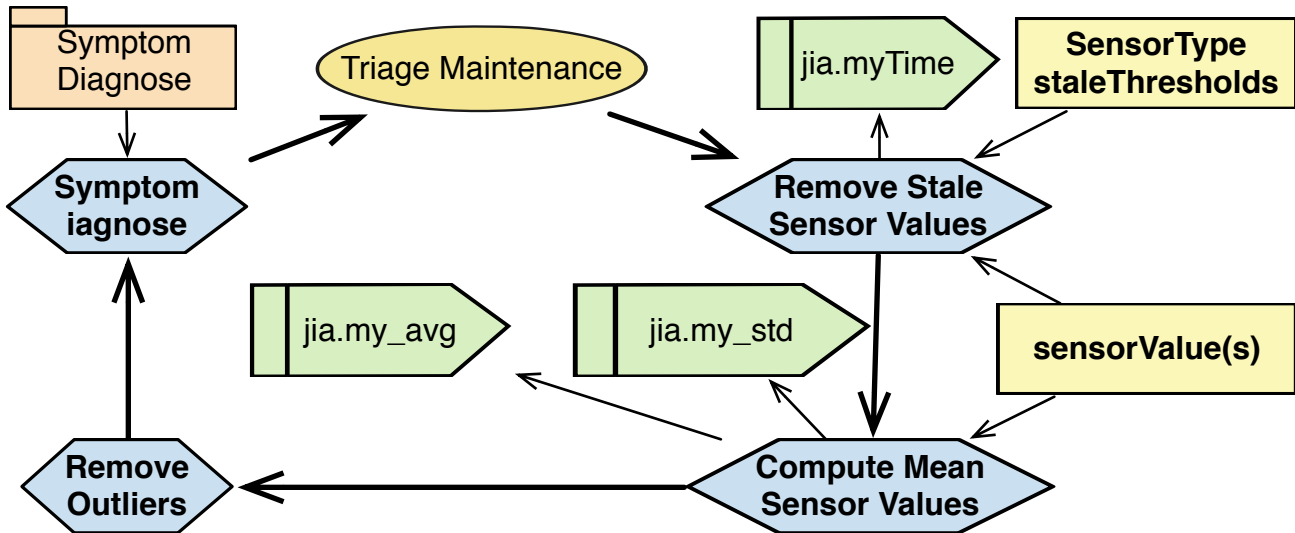 Symptom
Diagnose
Triage Maintenance
jia.myTime
SensorType
staleThresholds
Symptom
iagnose
Remove Stale
Sensor Values
jia.my_avg
jia.my_std
sensorValue(s)
Remove
Outliers
Compute Mean
Sensor Values